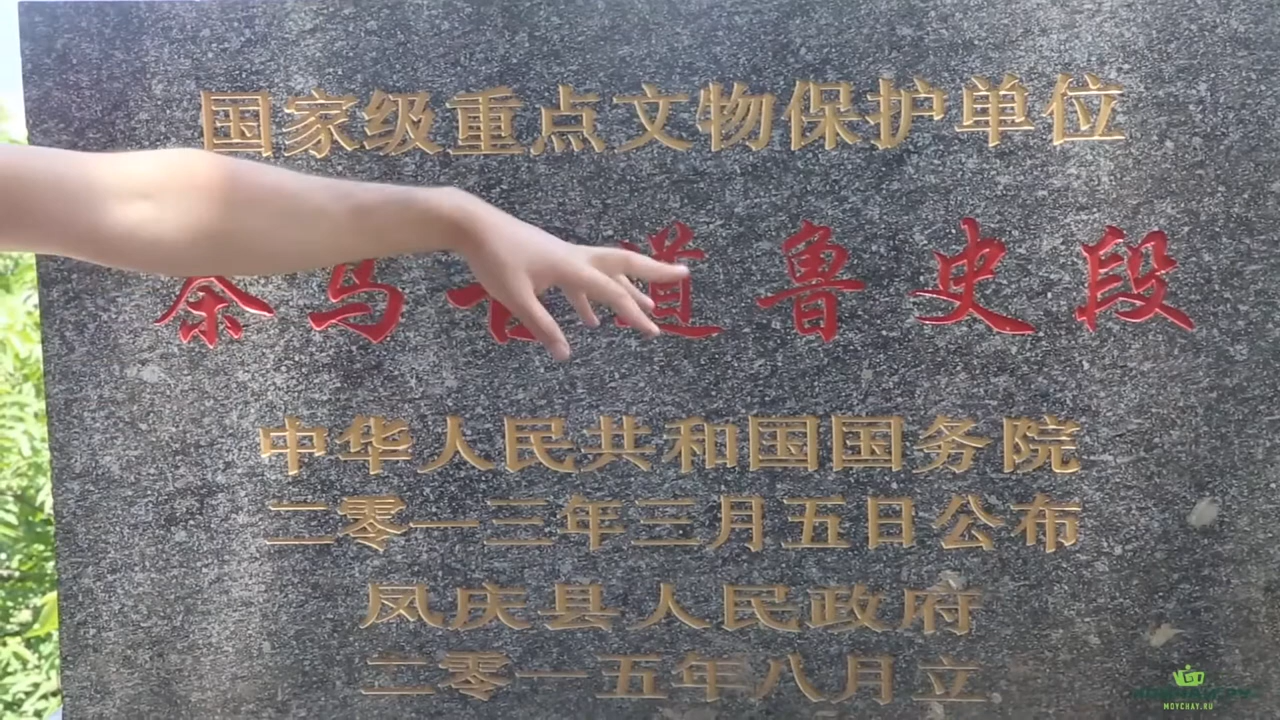 国家级重点文物保护单位
茶马古道鲁史段
中华人民共和国国务院
二零一三年三月五日公布
凤庆县人民政府
二零一五年八月立
MOYCHAY.RU